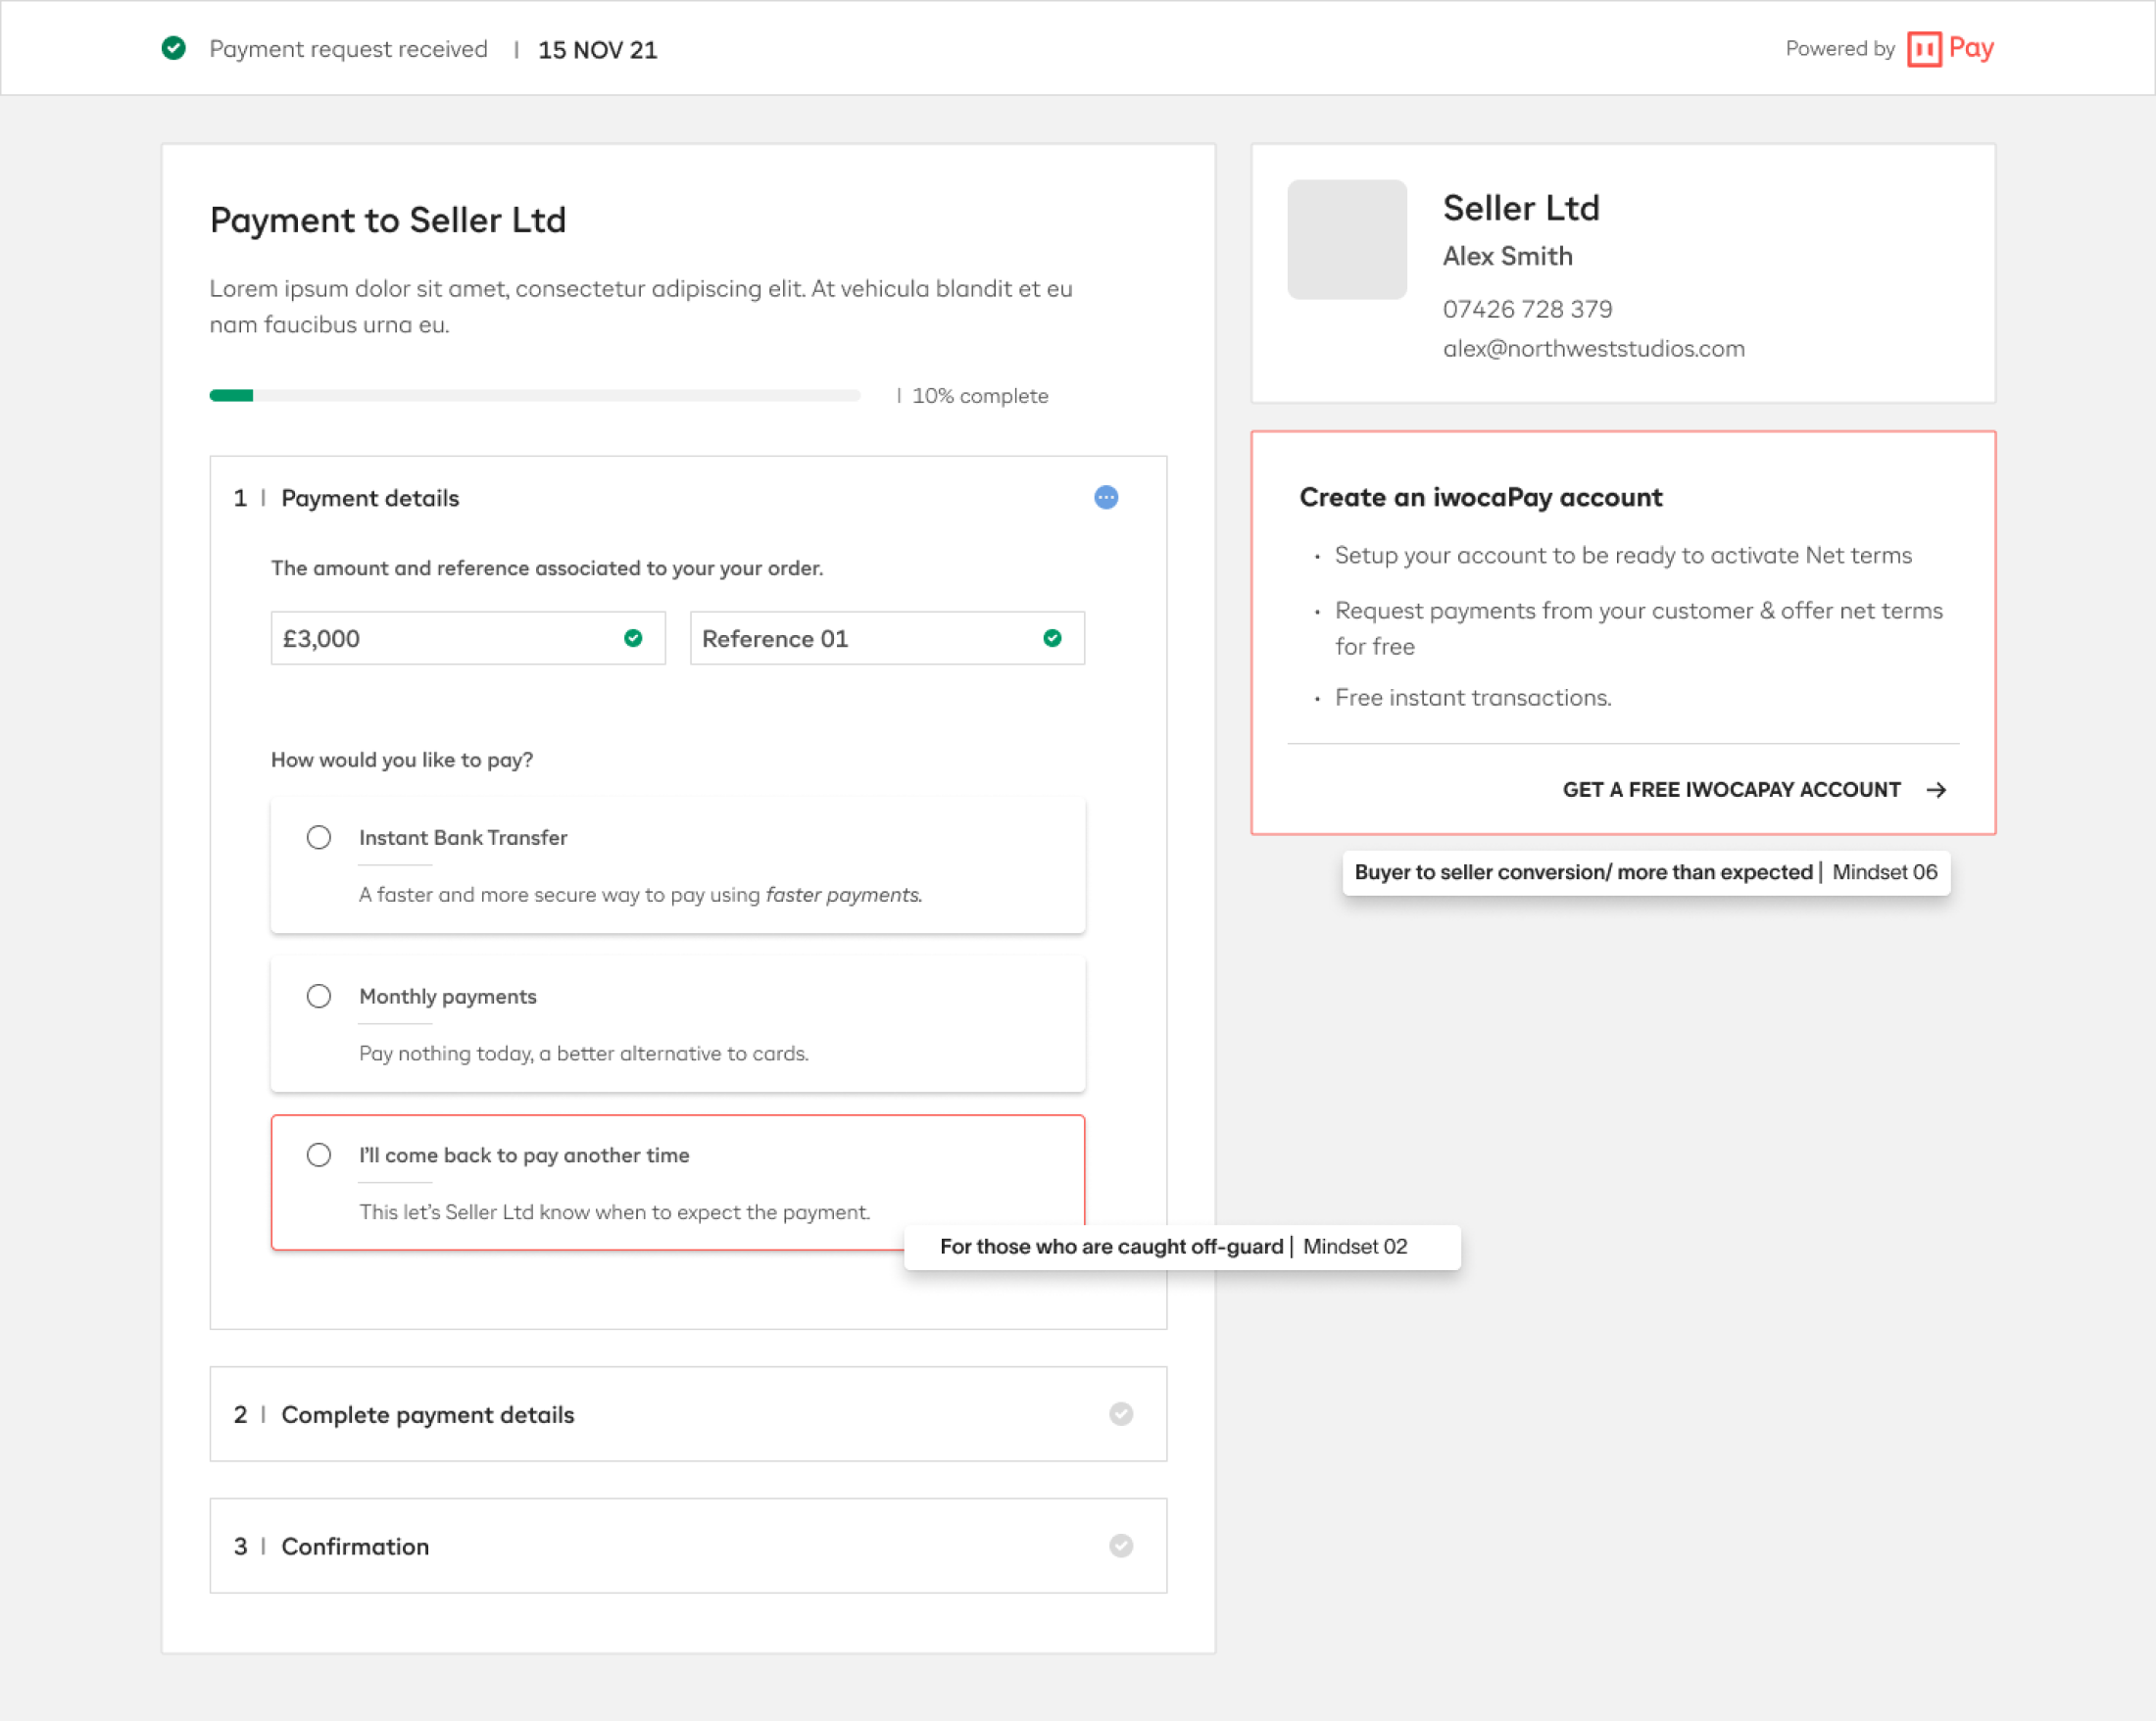 Payment request received | 15 NOV 21
Powered by Pay
Payment to Seller Ltd
Lorem ipsum dolor sit amet, consectetur adipiscing elit. At vehicula blandit et eu
nam faucibus urna eu.
| 10% complete
1 | Payment details
The amount and reference associated to your your order.
£3,000
Reference 01
How would you like to pay?
Instant Bank Transfer
A faster and more secure way to pay using faster payments.
Monthly payments
Pay nothing today, a better alternative to cards.
I'll come back to pay another time
This let's Seller Ltd know when to expect the payment.
For those who are caught off-guard | Mindset 02
2 | Complete payment details
3 | Confirmation
Seller Ltd
Alex Smith
07426 728 379
alex@northweststudios.com
Create an iwocaPay account
• Setup your account to be ready to activate Net terms
• Request payments from your customer & offer net terms
for free
• Free instant transactions.
GET A FREE IWOCAPAY ACCOUNT →
Buyer to seller conversion/ more than expected | Mindset 06